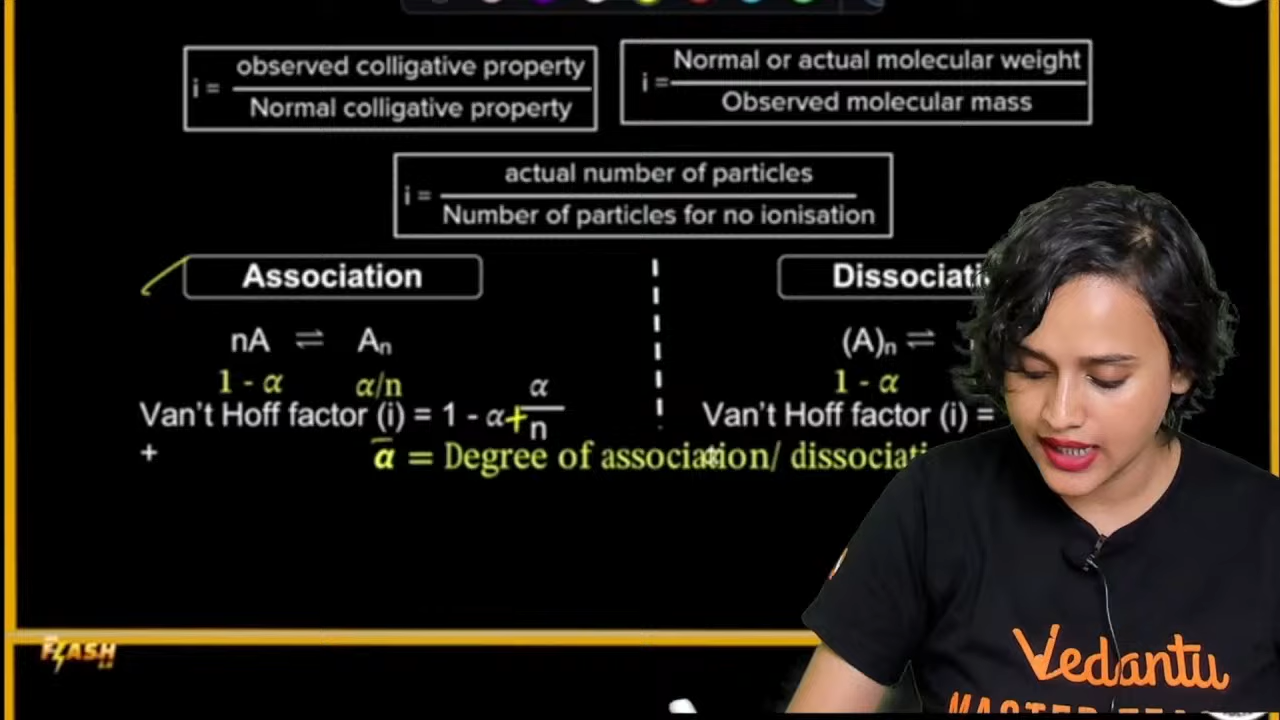 i = observed colligative property
Normal colligative property
i = Normal or actual molecular weight
Observed molecular mass
i = actual number of particles
Number of particles for no ionisation
Association
nA ⇌ Aₙ
1 - α α/n
Van't Hoff factor (i) = 1 - α + α/n
+
Dissociati
(A)ₙ ⇌
1 - α
Van't Hoff factor (i) =
α = Degree of association/ dissociati
FLASH
Vedantu